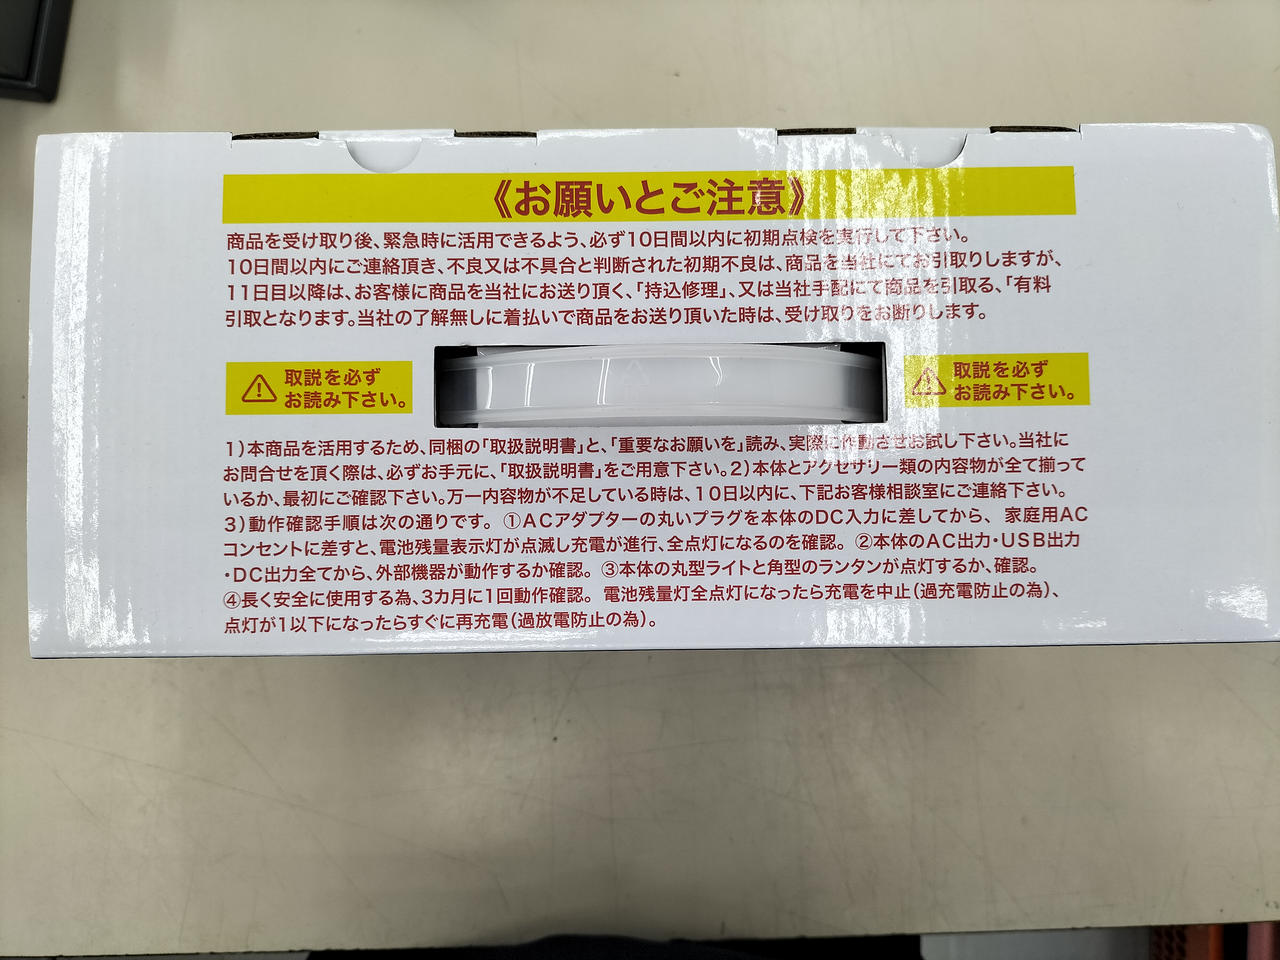 《お願いとご注意》
商品を受け取り後、緊急時に活用できるよう、必ず10日間以内に初期点検を実行して下さい。
10日間以内にご連絡頂き、不良又は不具合と判断された初期不良は、商品を当社にてお引取りしますが、
11日目以降は、お客様に商品を当社にお送り頂く、「持込修理」、又は当社手配にて商品を引取る、「有料
引取となります。当社の了解無しに着払いで商品をお送り頂いた時は、受け取りをお断りします。
取説を必ず
お読み下さい。
取説を必ず
お読み下さい。
1)本商品を活用するため、同梱の「取扱説明書」と、「重要なお願いを」読み、実際に作動させお試し下さい。当社に
お問合せを頂く際は、必ずお手元に、「取扱説明書」をご用意下さい。2)本体とアクセサリー類の内容物が全て揃って
いるか、最初にご確認下さい。万一内容物が不足している時は、10日以内に、下記お客様相談室にご連絡下さい。
3)動作確認手順は次の通りです。①ACアダプターの丸いプラグを本体のDC入力に差してから、家庭用AC
コンセントに差すと、電池残量表示灯が点滅し充電が進行、全点灯になるのを確認。②本体のAC出力・USB出力
・DC出力全てから、外部機器が動作するか確認。③本体の丸型ライトと角型のランタンが点灯するか、確認。
④長く安全に使用する為、3カ月に1回動作確認。電池残量灯全点灯になったら充電を中止(過充電防止の為)、
点灯が1以下になったらすぐに再充電(過放電防止の為)。